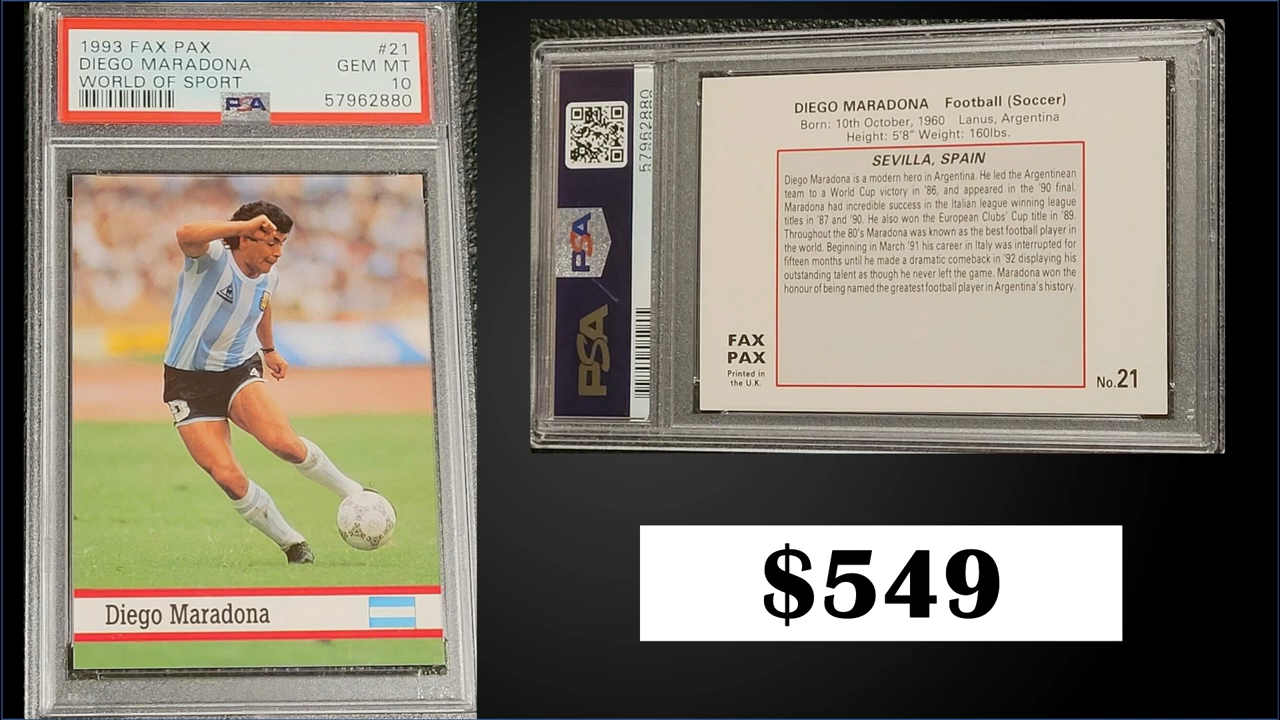 1993 FAX PAX #21
DIEGO MARADONA GEM MT
WORLD OF SPORT 10
PSA 57962880
Diego Maradona
57962880
PSA
PSA
DIEGO MARADONA Football (Soccer)
Born: 10th October, 1960 Lanus, Argentina
Height: 5'8" Weight: 160lbs.
SEVILLA, SPAIN
Diego Maradona is a modern hero in Argentina. He led the Argentinean
team to a World Cup victory in '86, and appeared in the '90 final.
Maradona had incredible success in the Italian league winning league
titles in '87 and '90. He also won the European Clubs' Cup title in '89.
Throughout the 80's Maradona was known as the best football player in
the world. Beginning in March '91 his career in Italy was interrupted for
fifteen months until he made a dramatic comeback in '92 displaying his
outstanding talent as though he never left the game. Maradona won the
honour of being named the greatest football player in Argentina's history.
FAX
PAX
Printed in
the U.K.
No.21
$549